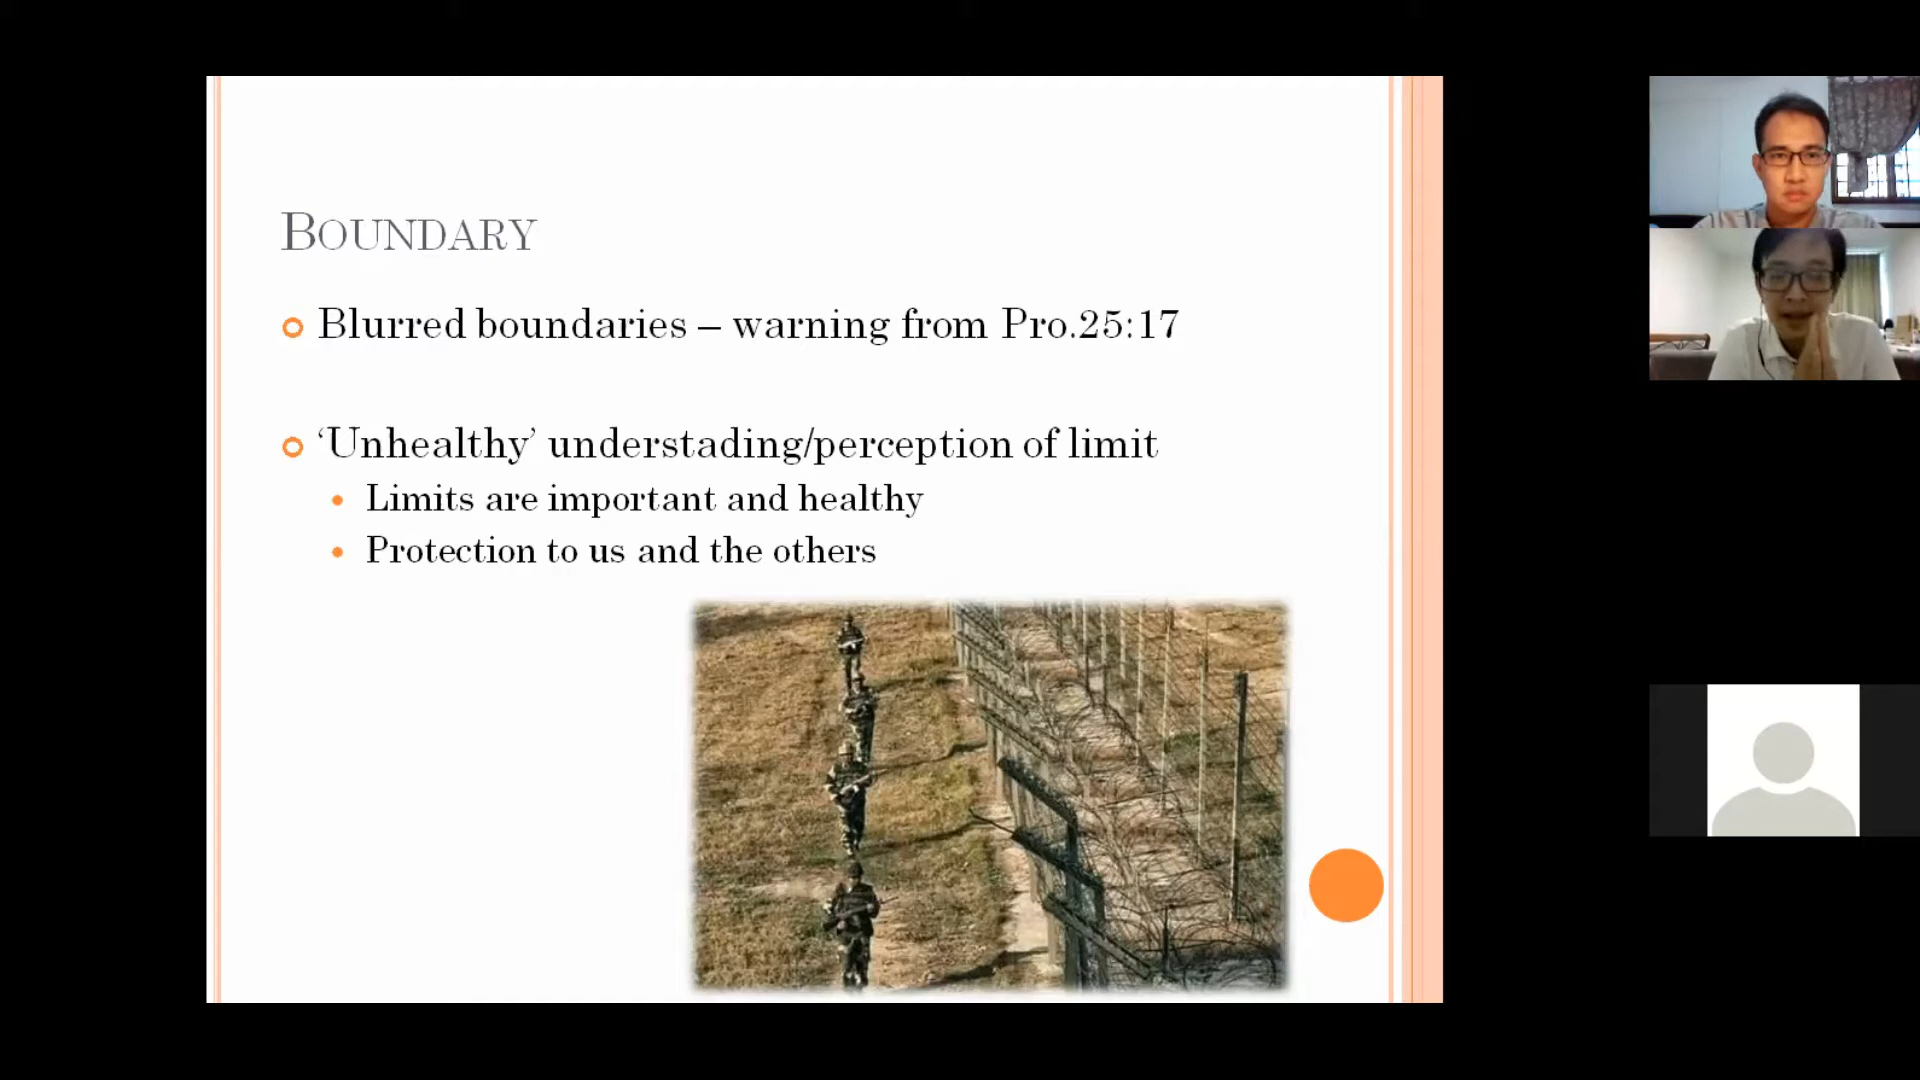 BOUNDARY
Blurred boundaries – warning from Pro.25:17
‘Unhealthy’ understading/perception of limit
Limits are important and healthy
Protection to us and the others